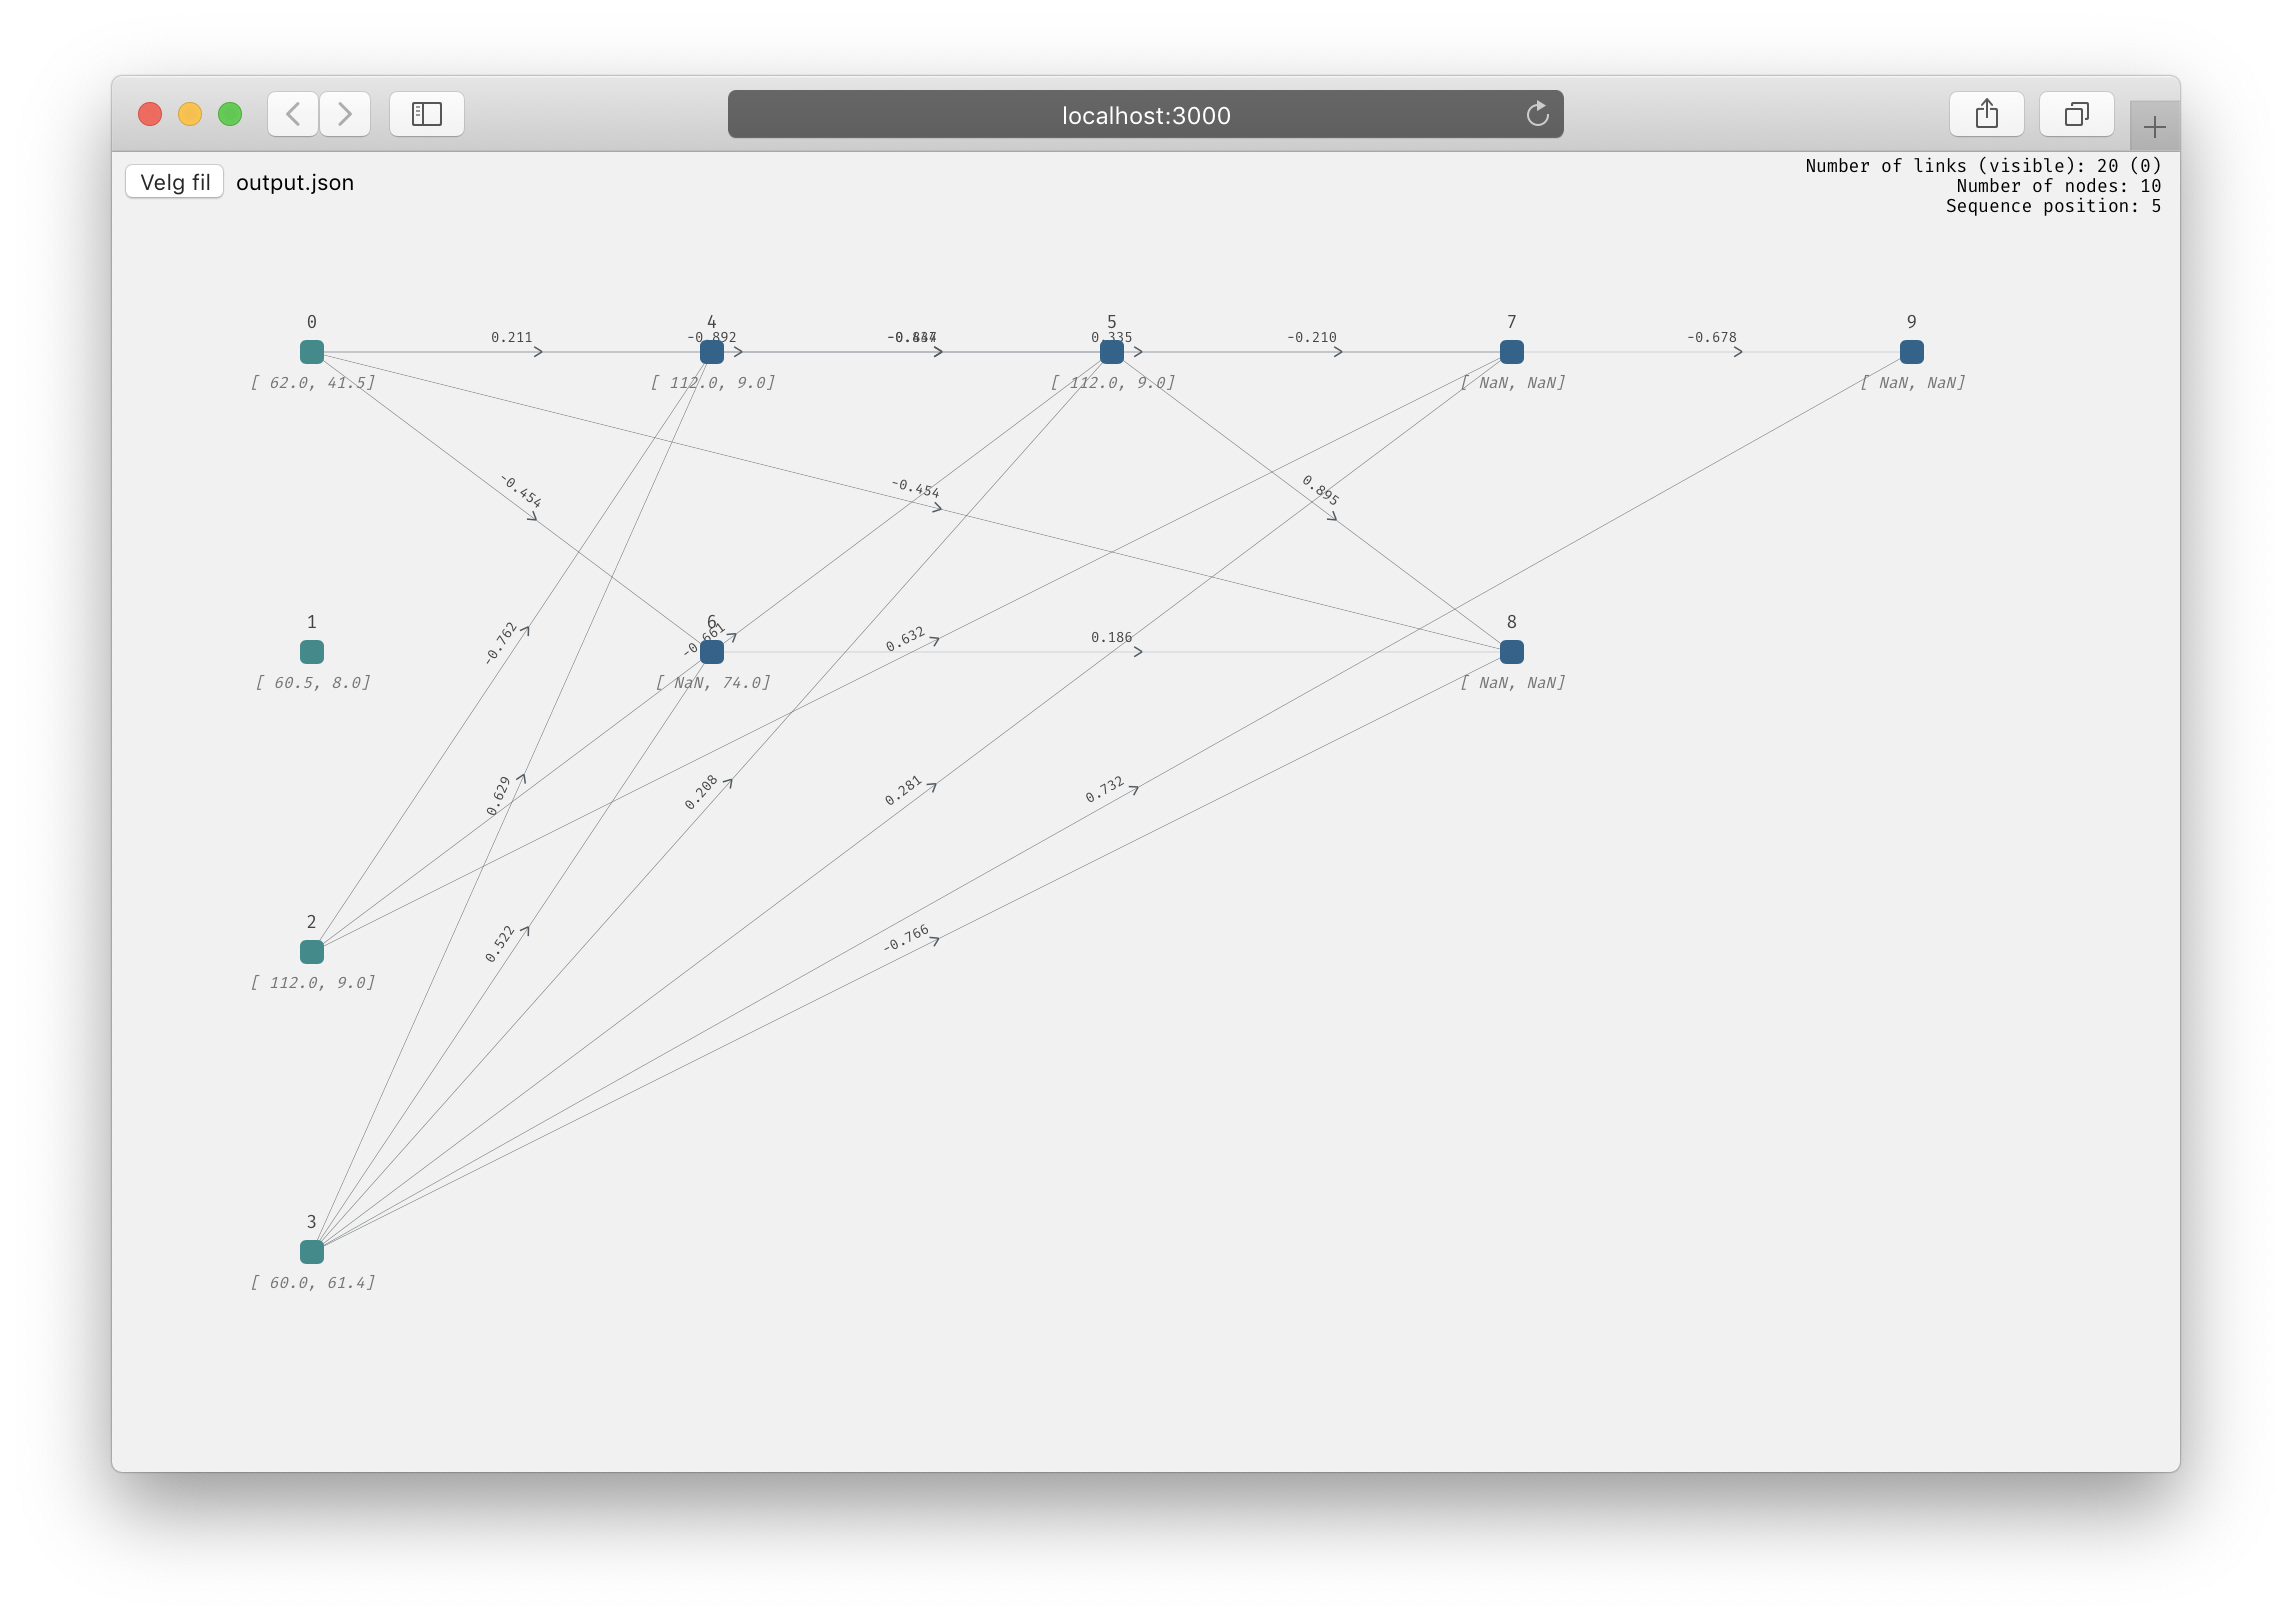 localhost:3000
Velg fil output.json
Number of links (visible): 20 (0)
Number of nodes: 10
Sequence position: 5
0
4
5
7
9
0.211
-0.892
0.335
-0.210
-0.678
[ 62.0, 41.5]
[ 112.0, 9.0]
[ 112.0, 9.0]
[ NaN, NaN]
[ NaN, NaN]
-0.454
-0.454
0.895
1
6
8
-0.762
-0.661
0.632
0.186
[ 60.5, 8.0]
[ NaN, 74.0]
[ NaN, NaN]
0.629
0.208
0.281
0.732
2
0.522
-0.766
[ 112.0, 9.0]
3
[ 60.0, 61.4]